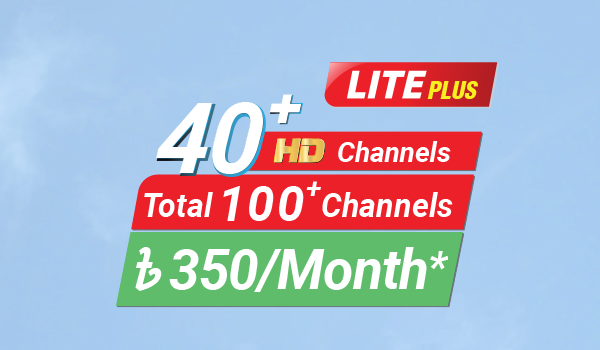 LITE PLUS
40+ HD Channels
Total 100+ Channels
৳ 350/Month*